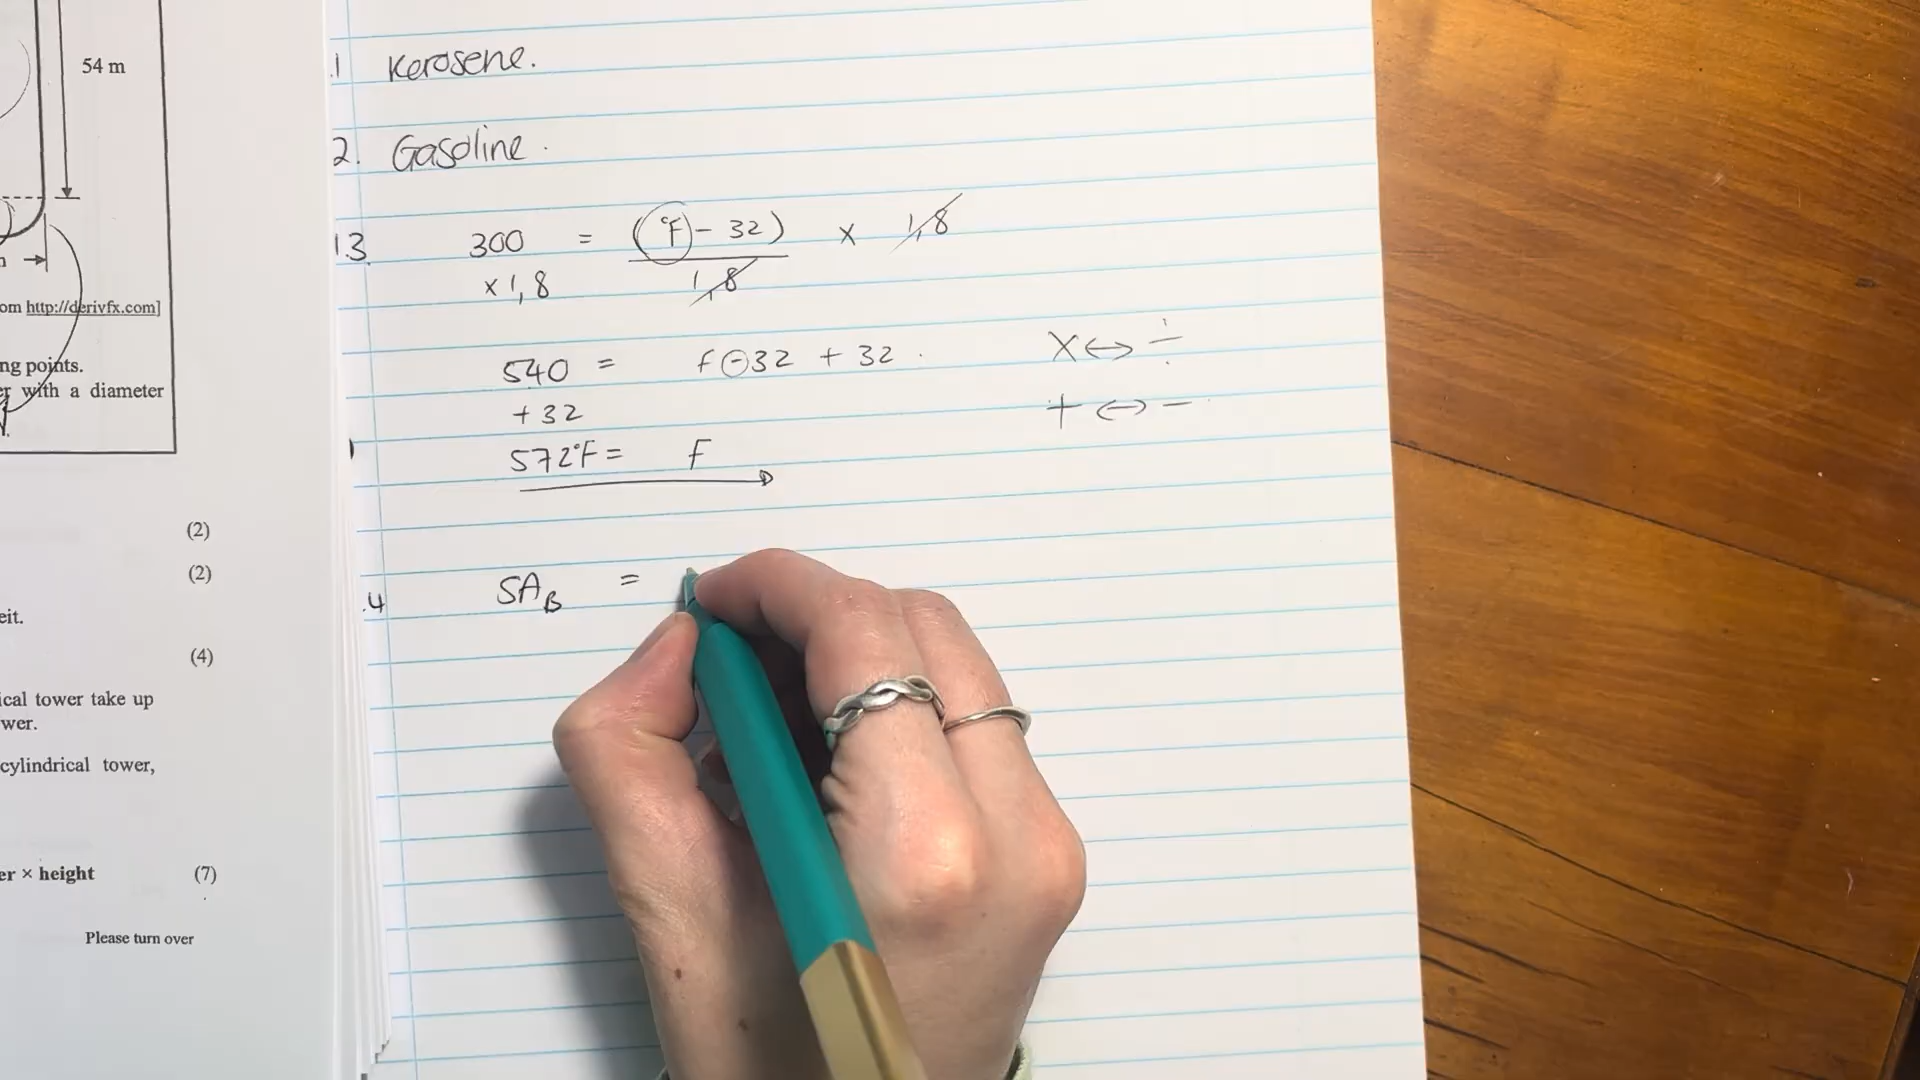 54 m
om http://derivfx.com]
ng points.
with a diameter
(2)
(2)
eit.
(4)
ical tower take up
wer.
cylindrical tower,
er × height (7)
Please turn over
.1 Kerosene.
2. Gasoline.
1.3. 300 = (°F - 32) × 1,8
× 1,8 1,8
540 = f - 32 + 32.
+ 32
572°F = F
× ↔ ÷
+ ↔ -
.4 SA_B =